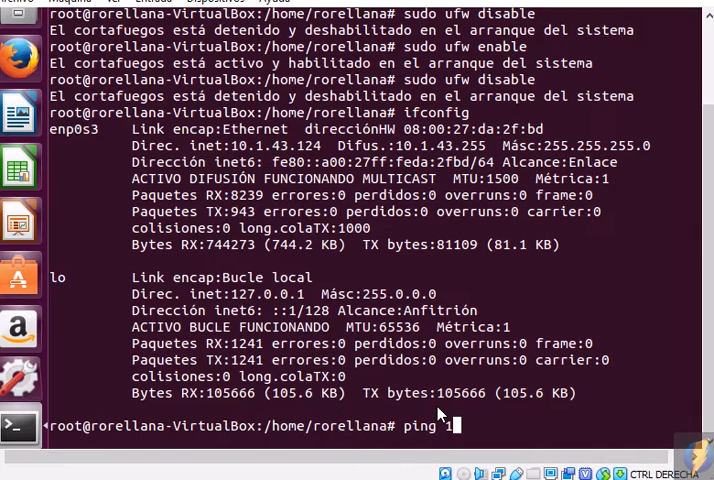 root@rorellana-VirtualBox:/home/rorellana# sudo ufw disable
El cortafuegos está detenido y deshabilitado en el arranque del sistema
root@rorellana-VirtualBox:/home/rorellana# sudo ufw enable
El cortafuegos está activo y habilitado en el arranque del sistema
root@rorellana-VirtualBox:/home/rorellana# sudo ufw disable
El cortafuegos está detenido y deshabilitado en el arranque del sistema
root@rorellana-VirtualBox:/home/rorellana# ifconfig
enp0s3 Link encap:Ethernet direcciónHW 08:00:27:da:2f:bd
Direc. inet:10.1.43.124 Difus.:10.1.43.255 Másc:255.255.255.0
Dirección inet6: fe80::a00:27ff:feda:2fbd/64 Alcance:Enlace
ACTIVO DIFUSIÓN FUNCIONANDO MULTICAST MTU:1500 Métrica:1
Paquetes RX:8239 errores:0 perdidos:0 overruns:0 frame:0
Paquetes TX:943 errores:0 perdidos:0 overruns:0 carrier:0
colisiones:0 long.colaTX:1000
Bytes RX:744273 (744.2 KB) TX bytes:81109 (81.1 KB)
lo Link encap:Bucle local
Direc. inet:127.0.0.1 Másc:255.0.0.0
Dirección inet6: ::1/128 Alcance:Anfitrión
ACTIVO BUCLE FUNCIONANDO MTU:65536 Métrica:1
Paquetes RX:1241 errores:0 perdidos:0 overruns:0 frame:0
Paquetes TX:1241 errores:0 perdidos:0 overruns:0 carrier:0
colisiones:0 long.colaTX:0
Bytes RX:105666 (105.6 KB) TX bytes:105666 (105.6 KB)
root@rorellana-VirtualBox:/home/rorellana# ping 1
CTRL DERECHA